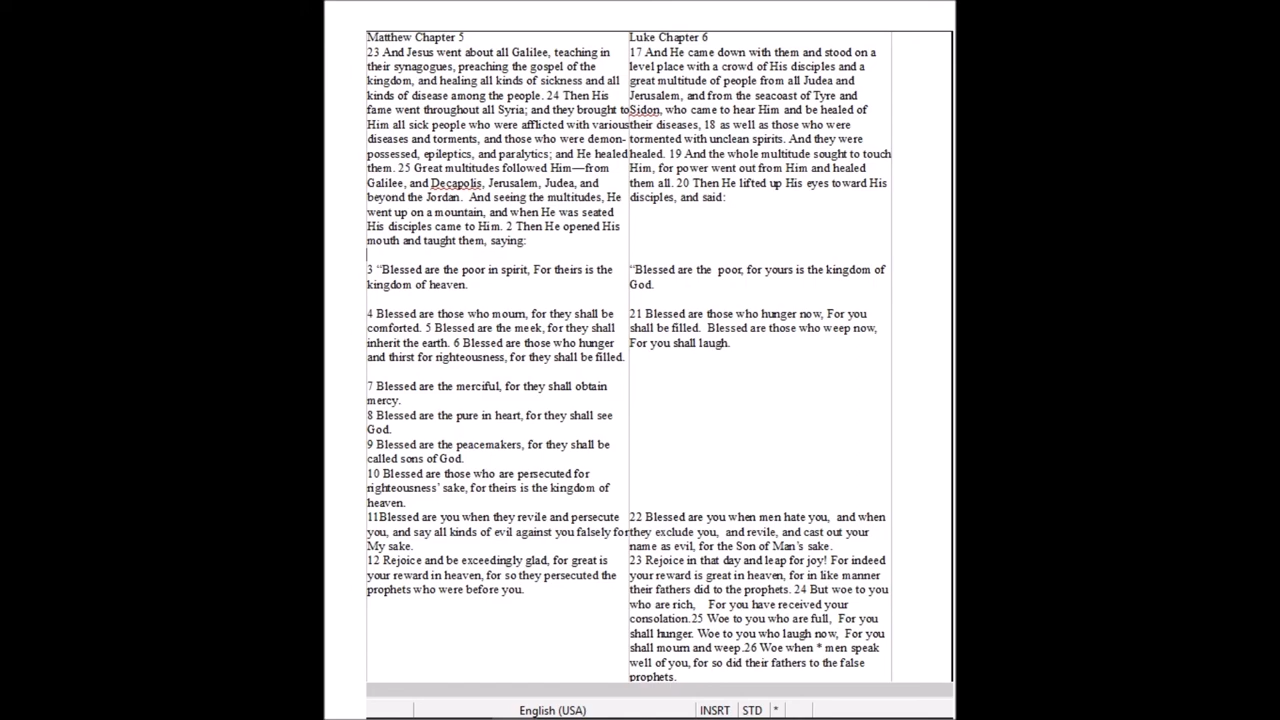 Matthew Chapter 5
23 And Jesus went about all Galilee, teaching in
their synagogues, preaching the gospel of the
kingdom, and healing all kinds of sickness and all
kinds of disease among the people. 24 Then His
fame went throughout all Syria; and they brought to
Him all sick people who were afflicted with various
diseases and torments, and those who were demon-
possessed, epileptics, and paralytics; and He healed
them. 25 Great multitudes followed Him—from
Galilee, and Decapolis, Jerusalem, Judea, and
beyond the Jordan.  And seeing the multitudes, He
went up on a mountain, and when He was seated
His disciples came to Him. 2 Then He opened His
mouth and taught them, saying:
3 “Blessed are the poor in spirit, For theirs is the
kingdom of heaven.
4 Blessed are those who mourn, for they shall be
comforted. 5 Blessed are the meek, for they shall
inherit the earth. 6 Blessed are those who hunger
and thirst for righteousness, for they shall be filled.
7 Blessed are the merciful, for they shall obtain
mercy.
8 Blessed are the pure in heart, for they shall see
God.
9 Blessed are the peacemakers, for they shall be
called sons of God.
10 Blessed are those who are persecuted for
righteousness’ sake, for theirs is the kingdom of
heaven.
11Blessed are you when they revile and persecute
you, and say all kinds of evil against you falsely for
My sake.
12 Rejoice and be exceedingly glad, for great is
your reward in heaven, for so they persecuted the
prophets who were before you.
Luke Chapter 6
17 And He came down with them and stood on a
level place with a crowd of His disciples and a
great multitude of people from all Judea and
Jerusalem, and from the seacoast of Tyre and
Sidon, who came to hear Him and be healed of
their diseases, 18 as well as those who were
tormented with unclean spirits. And they were
healed. 19 And the whole multitude sought to touch
Him, for power went out from Him and healed
them all. 20 Then He lifted up His eyes toward His
disciples, and said:
“Blessed are the  poor, for yours is the kingdom of
God.
21 Blessed are those who hunger now, For you
shall be filled.  Blessed are those who weep now,
For you shall laugh.
22 Blessed are you when men hate you,  and when
they exclude you,  and revile, and cast out your
name as evil, for the Son of Man’s sake.
23 Rejoice in that day and leap for joy! For indeed
your reward is great in heaven, for in like manner
their fathers did to the prophets. 24 But woe to you
who are rich,    For you have received your
consolation.25 Woe to you who are full,  For you
shall hunger. Woe to you who laugh now,  For you
shall mourn and weep.26 Woe when * men speak
well of you, for so did their fathers to the false
prophets.
English (USA) INSRT STD *